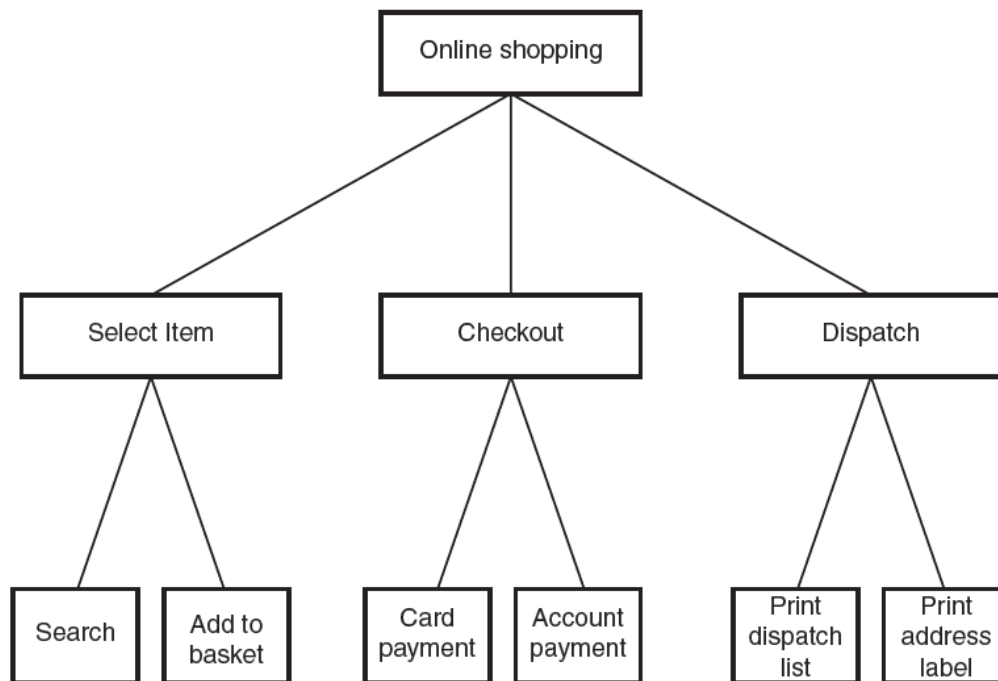 Online shopping
Select Item
Checkout
Dispatch
Search
Add to
basket
Card
payment
Account
payment
Print
dispatch
list
Print
address
label